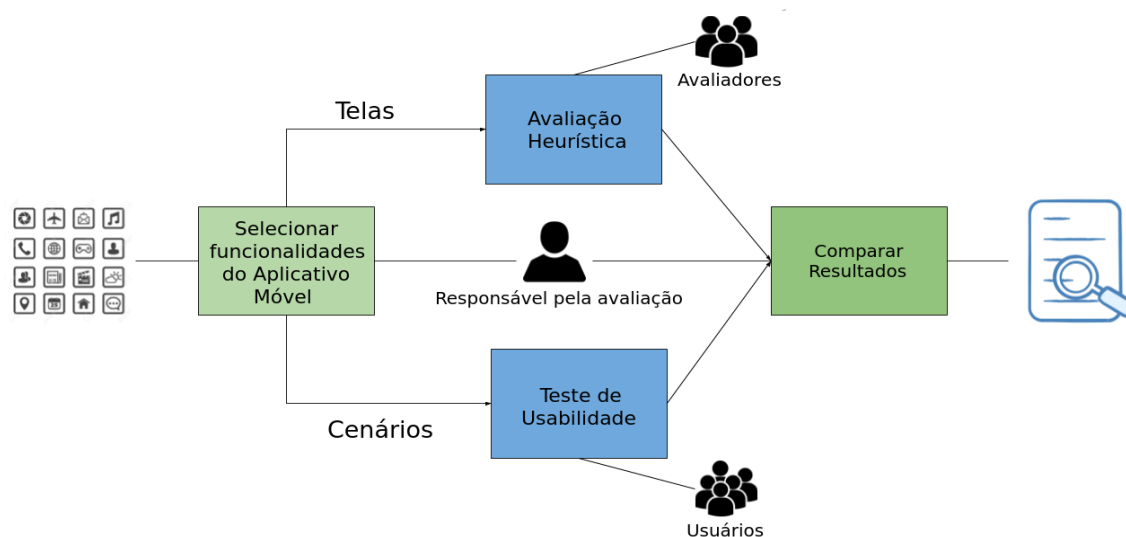 Avaliadores
Telas
Avaliação
Heurística
Selecionar
funcionalidades
do Aplicativo
Móvel
Responsável pela avaliação
Comparar
Resultados
Teste de
Usabilidade
Cenários
Usuários